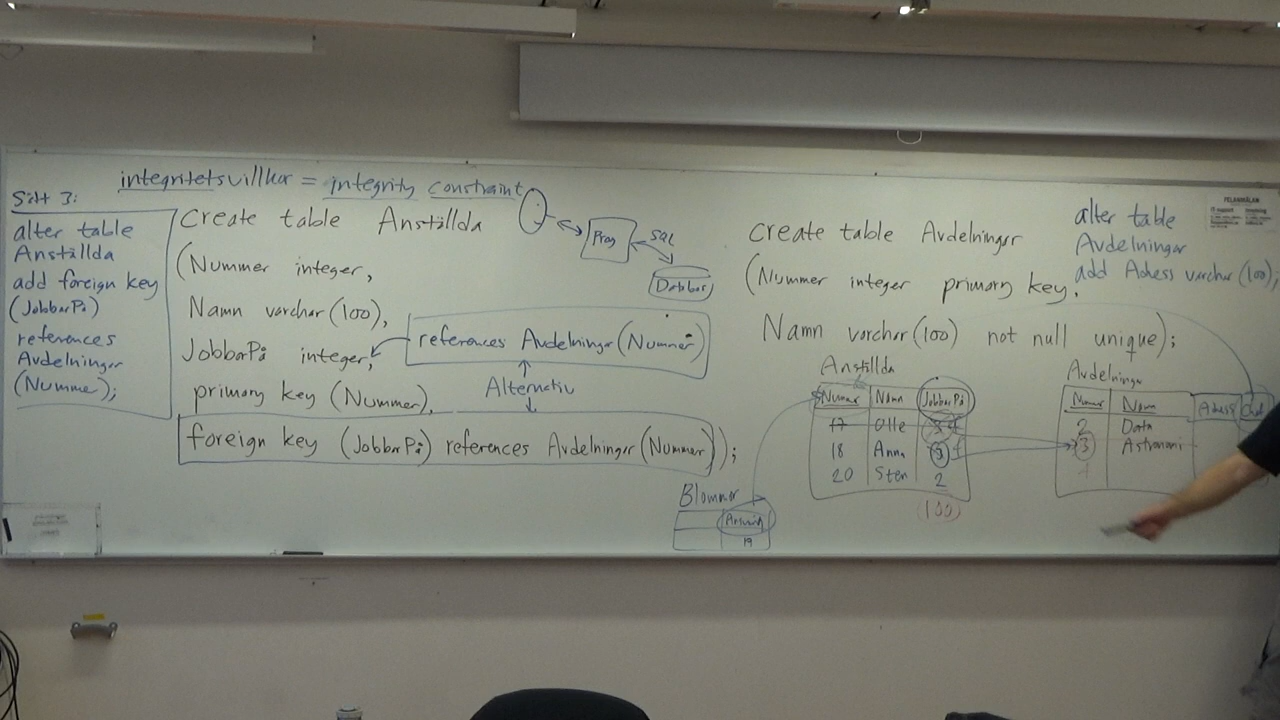 integritetsvillkor = integrity constraint
Sätt 3:
alter table
Anställda
add foreign key
(JobbarPå)
references
Avdelningar
(Nummer);
Create table Anställda
(Nummer integer,
Namn varchar(100),
JobbarPå integer,
primary key (Nummer),
foreign key (JobbarPå) references Avdelningar (Nummer));
references Avdelningar (Nummer)
Alternativ
Prog
SQL
Create table Avdelningar
(Nummer integer primary key,
Namn varchar(100) not null unique);
alter table
Avdelningar
add Adress varchar(100);
Anställda
Nummer Namn JobbarPå
17 Olle
18 Anna 3 4
20 Sten 2
(100)
Blommor
19
Avdelningar
Nummer Namn Adress Chef
2 Data
3 Astronomi
4
FELANMÄLAN